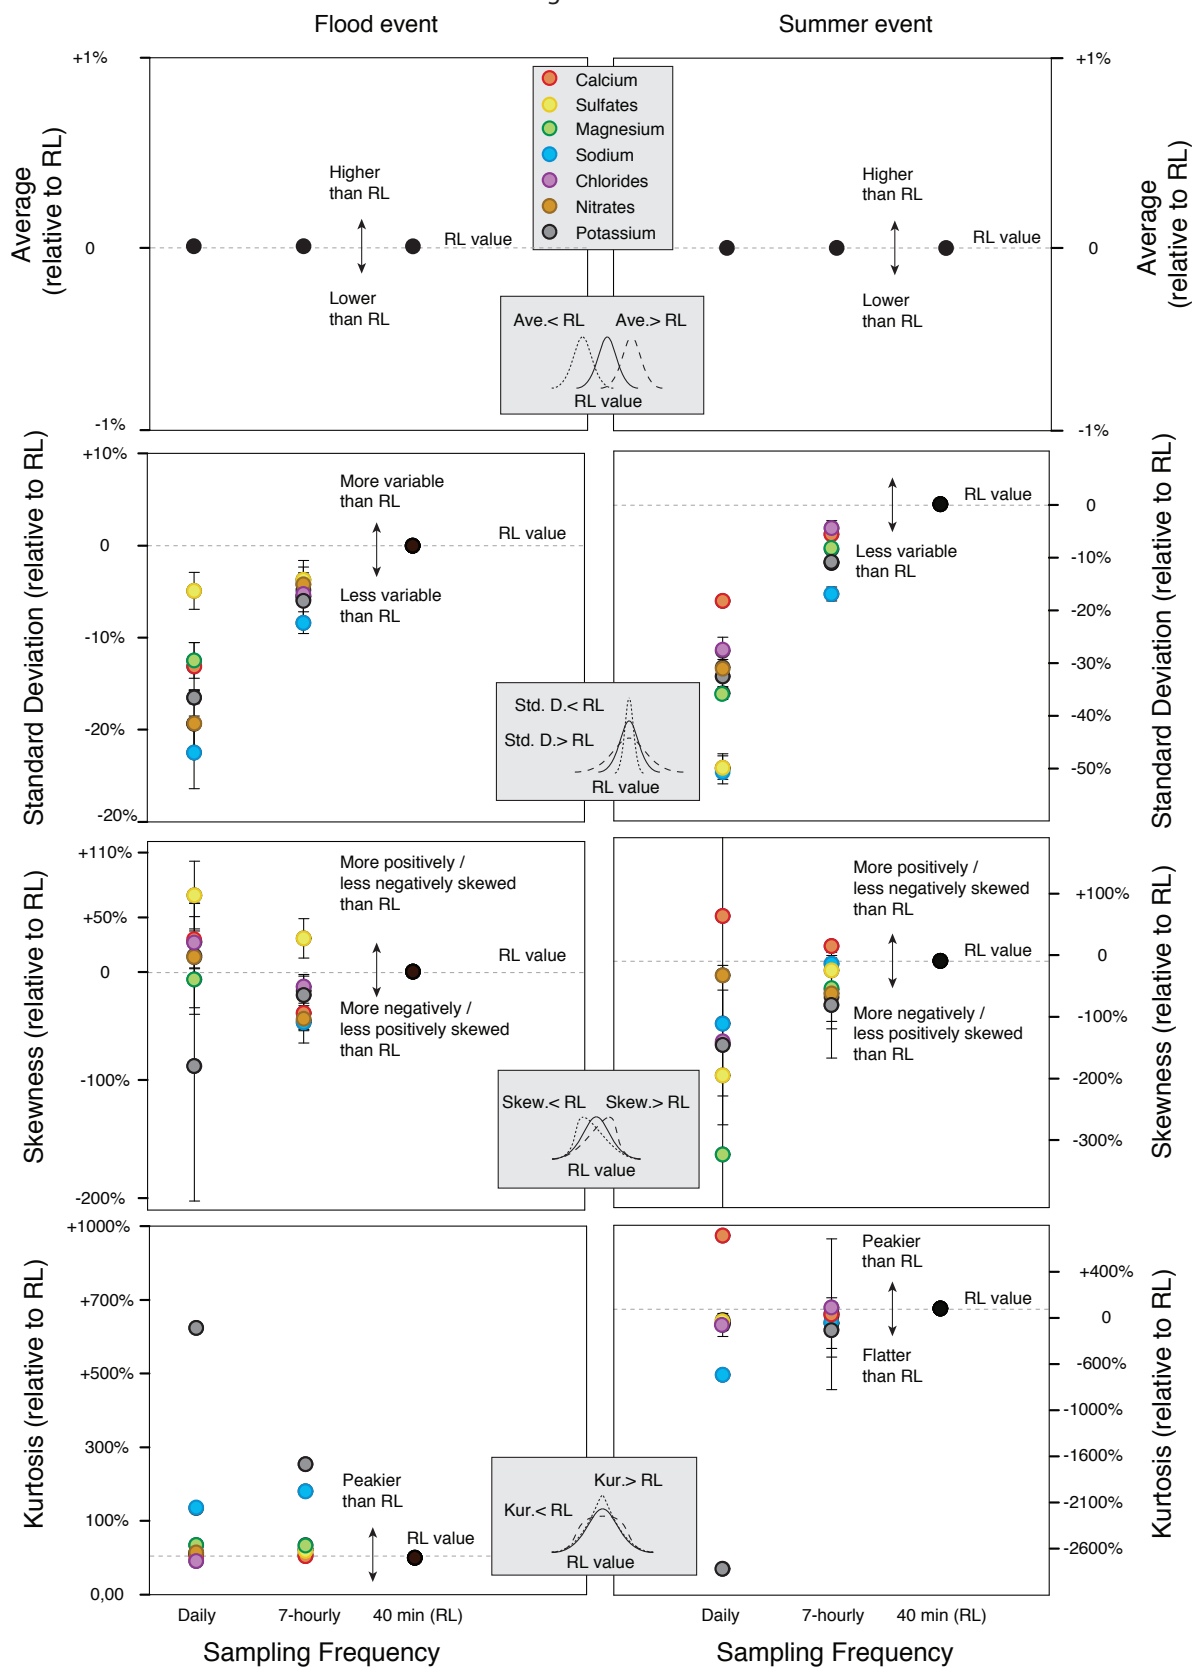 Flood event
Summer event
+1%
+1%
Calcium
Sulfates
Magnesium
Sodium
Chlorides
Nitrates
Potassium
Average
(relative to RL)
Higher
than RL
RL value
0
Lower
than RL
Higher
than RL
RL value
0
Lower
than RL
Average
(relative to RL)
Ave.< RL
Ave.> RL
RL value
-1%
-1%
Standard Deviation (relative to RL)
+10%
0
-10%
-20%
-20%
More variable
than RL
RL value
Less variable
than RL
RL value
Less variable
than RL
0
-10%
-20%
-30%
-40%
-50%
Standard Deviation (relative to RL)
Std. D.< RL
Std. D.> RL
RL value
Skewness (relative to RL)
+110%
+50%
0
-100%
-200%
More positively /
less negatively skewed
than RL
RL value
More negatively /
less positively skewed
than RL
More positively /
less negatively skewed
than RL
RL value
More negatively /
less positively skewed
than RL
+100%
0
-100%
-200%
-300%
Skewness (relative to RL)
Skew.< RL
Skew.> RL
RL value
Kurtosis (relative to RL)
+1000%
+700%
+500%
300%
100%
0,00
Peakier
than RL
RL value
Peakier
than RL
RL value
Flatter
than RL
+400%
0
-600%
-1000%
-1600%
-2100%
-2600%
Kurtosis (relative to RL)
Kur.> RL
Kur.< RL
RL value
Daily
7-hourly
40 min (RL)
Daily
7-hourly
40 min (RL)
Sampling Frequency
Sampling Frequency